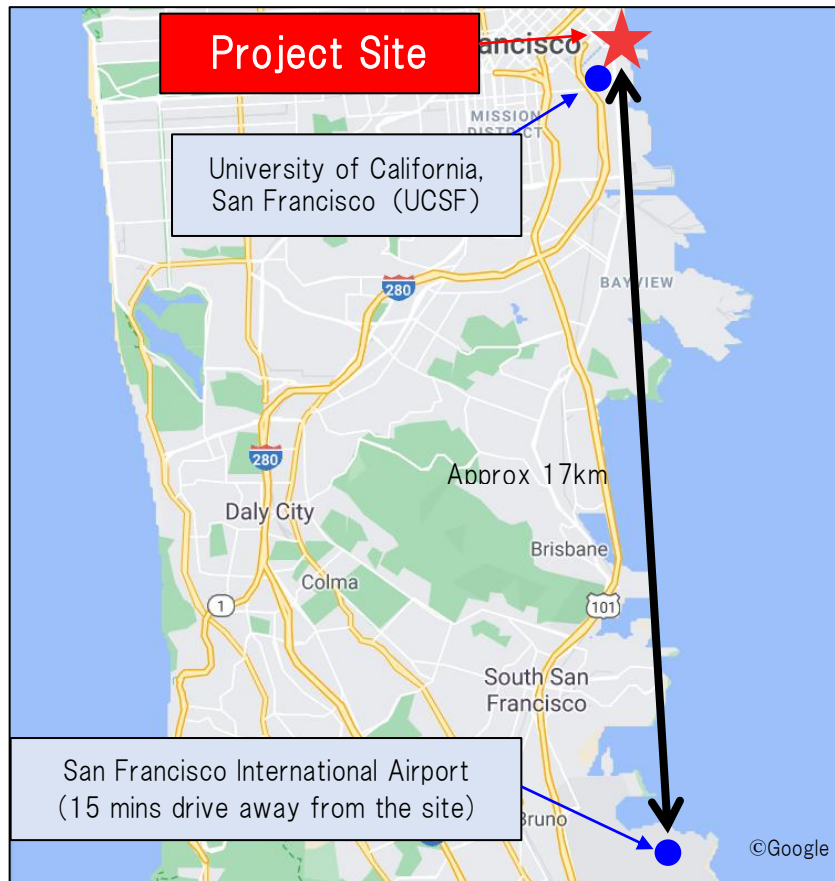 Project Site
ancisco
MISSION
DISTRICT
University of California,
San Francisco (UCSF)
280
BAYVIEW
280
Approx 17km
Daly City
Brisbane
Colma
1
101
South San
Francisco
San Francisco International Airport
(15 mins drive away from the site)
Bruno
©Google